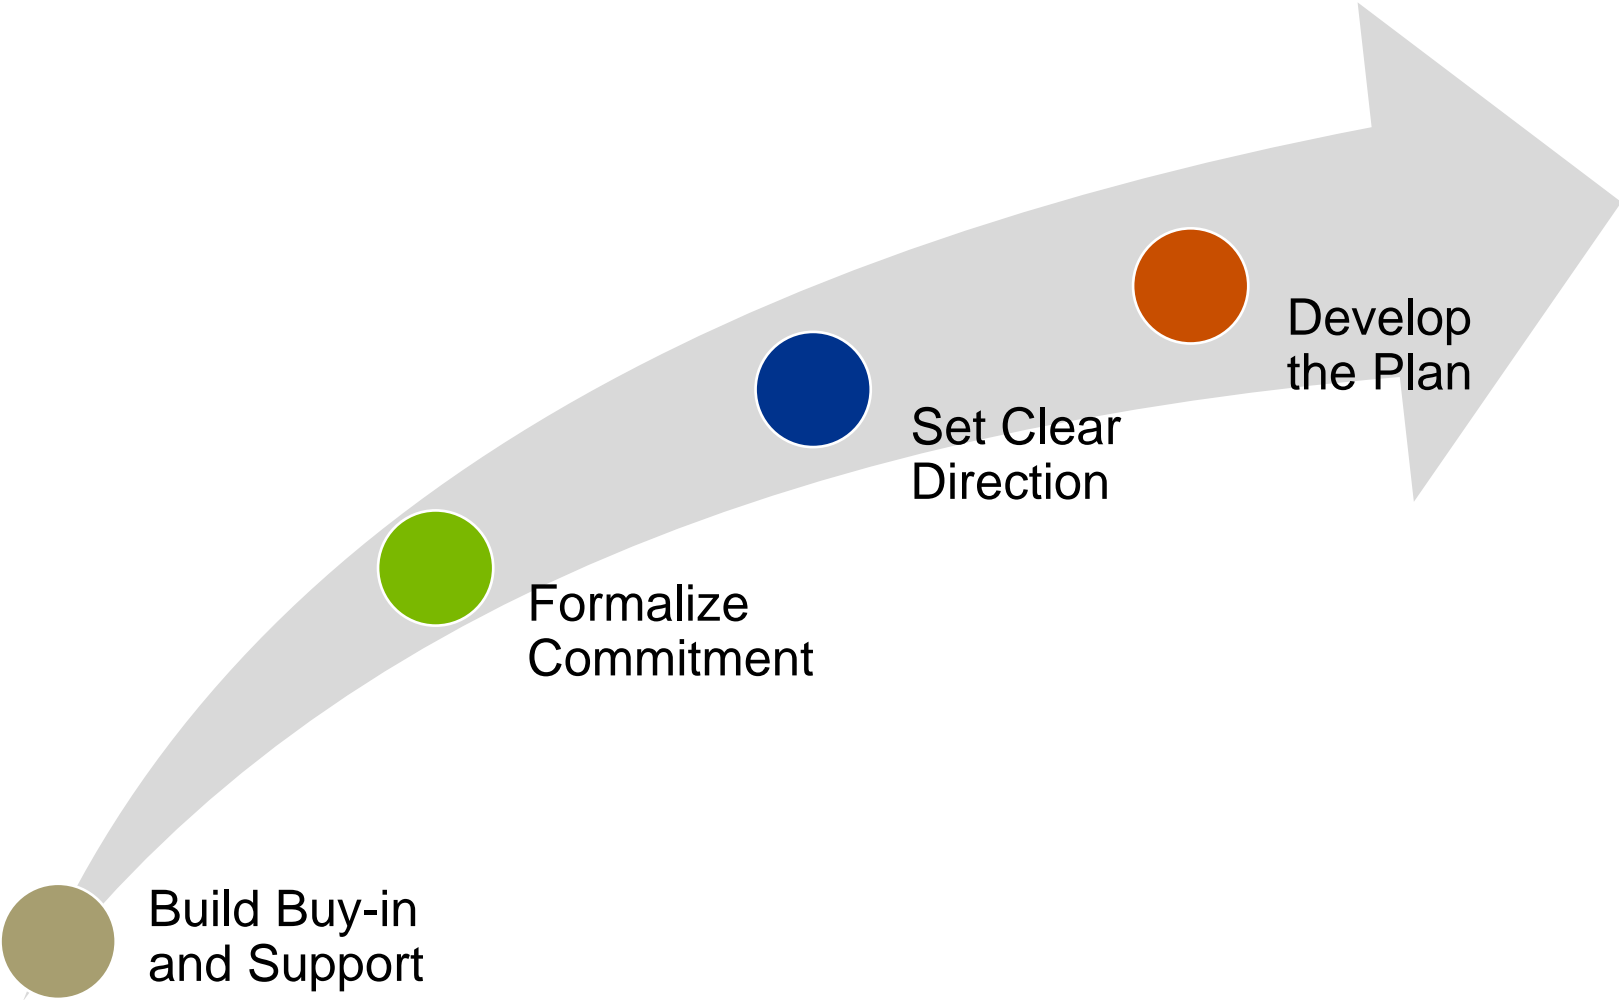 Develop
the Plan
Set Clear
Direction
Formalize
Commitment
Build Buy-in
and Support